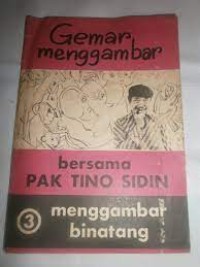 Gemar
menggambar
bersama
PAK TINO SIDIN
3 menggambar
binatang